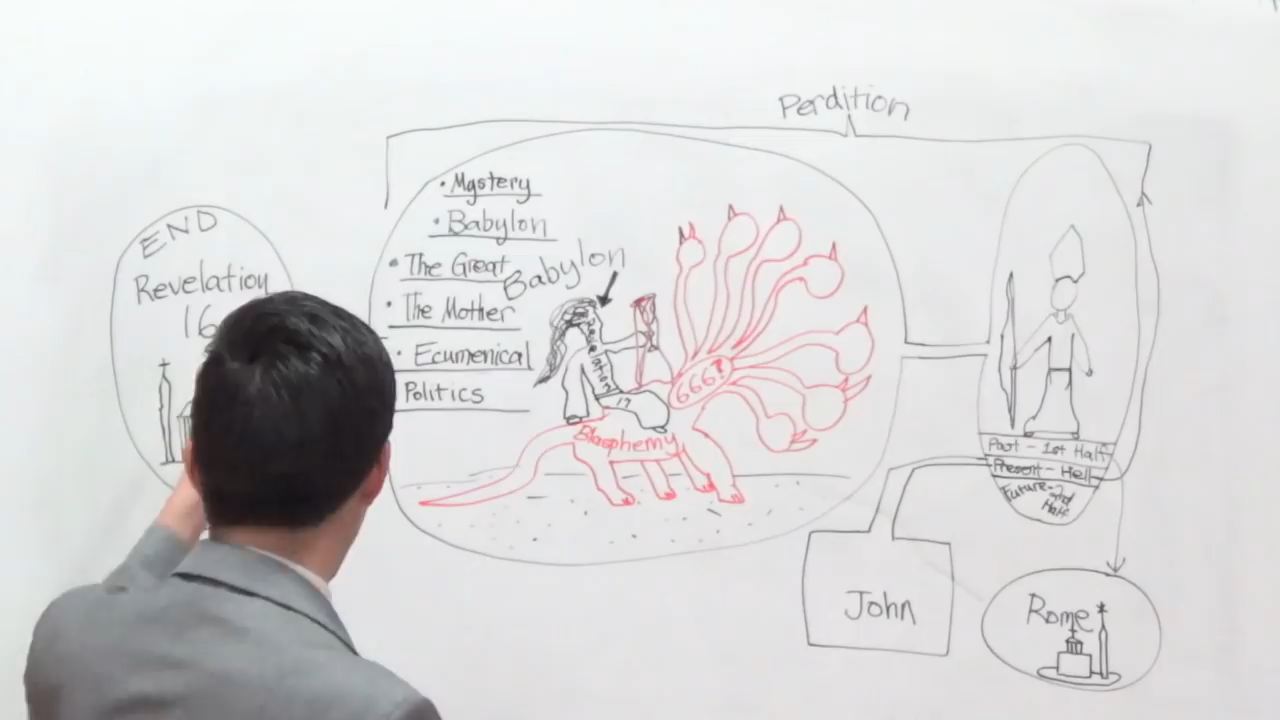 Perdition
END
Revelation
16
• Mystery
• Babylon
• The Great
• The Mother
• Ecumenical
Politics
Babylon
Revelation
17
666?
Blasphemy
Past - 1st Half
Present - Hell
Future - 2nd
Half
John
Rome